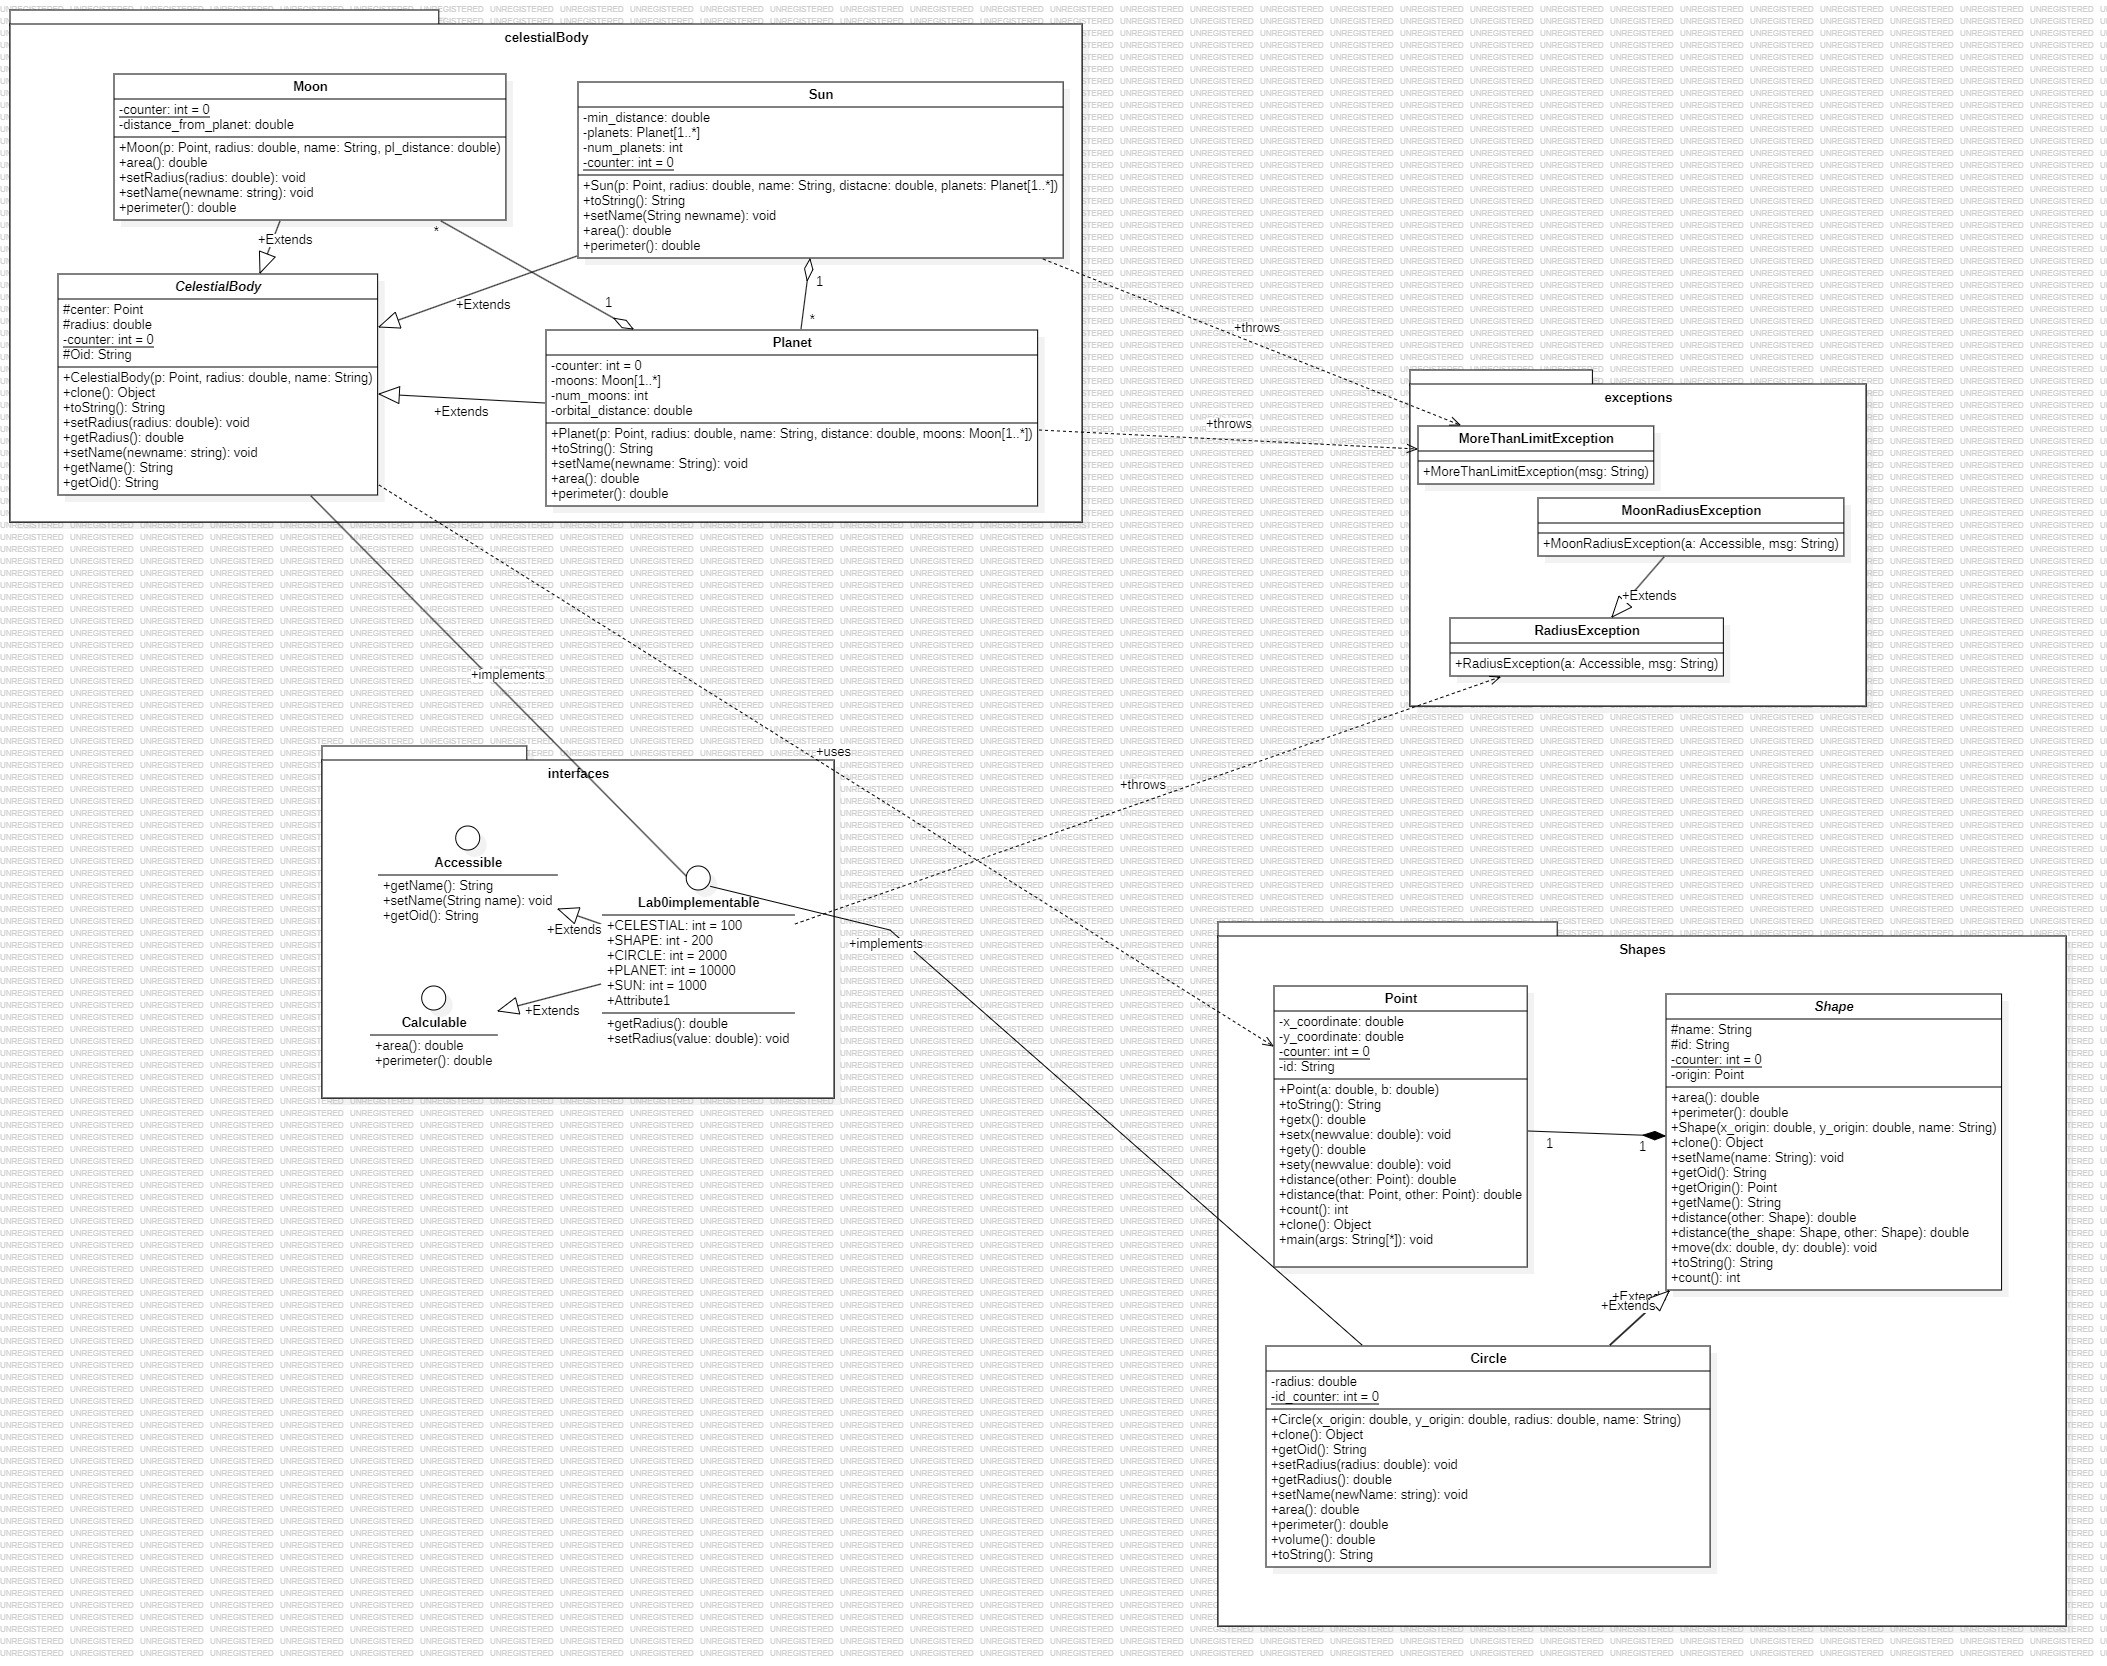 celestialBody
Moon
-counter: int = 0
-distance_from_planet: double
+Moon(p: Point, radius: double, name: String, pl_distance: double)
+area(): double
+setRadius(radius: double): void
+setName(newname: string): void
+perimeter(): double
Sun
-min_distance: double
-planets: Planet[1..*]
-num_planets: int
-counter: int = 0
+Sun(p: Point, radius: double, name: String, distacne: double, planets: Planet[1..*])
+toString(): String
+setName(String newname): void
+area(): double
+perimeter(): double
+Extends
*
1
+Extends
1
*
CelestialBody
#center: Point
#radius: double
-counter: int = 0
#Oid: String
+CelestialBody(p: Point, radius: double, name: String)
+clone(): Object
+toString(): String
+setRadius(radius: double): void
+getRadius(): double
+setName(newname: string): void
+getName(): String
+getOid(): String
+Extends
Planet
-counter: int = 0
-moons: Moon[1..*]
-num_moons: int
-orbital_distance: double
+Planet(p: Point, radius: double, name: String, distance: double, moons: Moon[1..*])
+toString(): String
+setName(newname: String): void
+area(): double
+perimeter(): double
+throws
+throws
exceptions
MoreThanLimitException
+MoreThanLimitException(msg: String)
MoonRadiusException
+MoonRadiusException(a: Accessible, msg: String)
+Extends
RadiusException
+RadiusException(a: Accessible, msg: String)
+implements
+uses
+throws
interfaces
Accessible
+getName(): String
+setName(String name): void
+getOid(): String
+Extends
Lab0implementable
+CELESTIAL: int = 100
+SHAPE: int - 200
+CIRCLE: int = 2000
+PLANET: int = 10000
+SUN: int = 1000
+Attribute1
+getRadius(): double
+setRadius(value: double): void
+Extends
Calculable
+area(): double
+perimeter(): double
+implements
Shapes
Point
-x_coordinate: double
-y_coordinate: double
-counter: int = 0
-id: String
+Point(a: double, b: double)
+toString(): String
+getx(): double
+setx(newvalue: double): void
+gety(): double
+sety(newvalue: double): void
+distance(other: Point): double
+distance(that: Point, other: Point): double
+count(): int
+clone(): Object
+main(args: String[*]): void
1
1
Shape
#name: String
#id: String
-counter: int = 0
-origin: Point
+area(): double
+perimeter(): double
+Shape(x_origin: double, y_origin: double, name: String)
+clone(): Object
+setName(name: String): void
+getOid(): String
+getOrigin(): Point
+getName(): String
+distance(other: Shape): double
+distance(the_shape: Shape, other: Shape): double
+move(dx: double, dy: double): void
+toString(): String
+count(): int
+Extends
Circle
-radius: double
-id_counter: int = 0
+Circle(x_origin: double, y_origin: double, radius: double, name: String)
+clone(): Object
+getOid(): String
+setRadius(radius: double): void
+getRadius(): double
+setName(newName: string): void
+area(): double
+perimeter(): double
+volume(): double
+toString(): String
UNREGISTERED